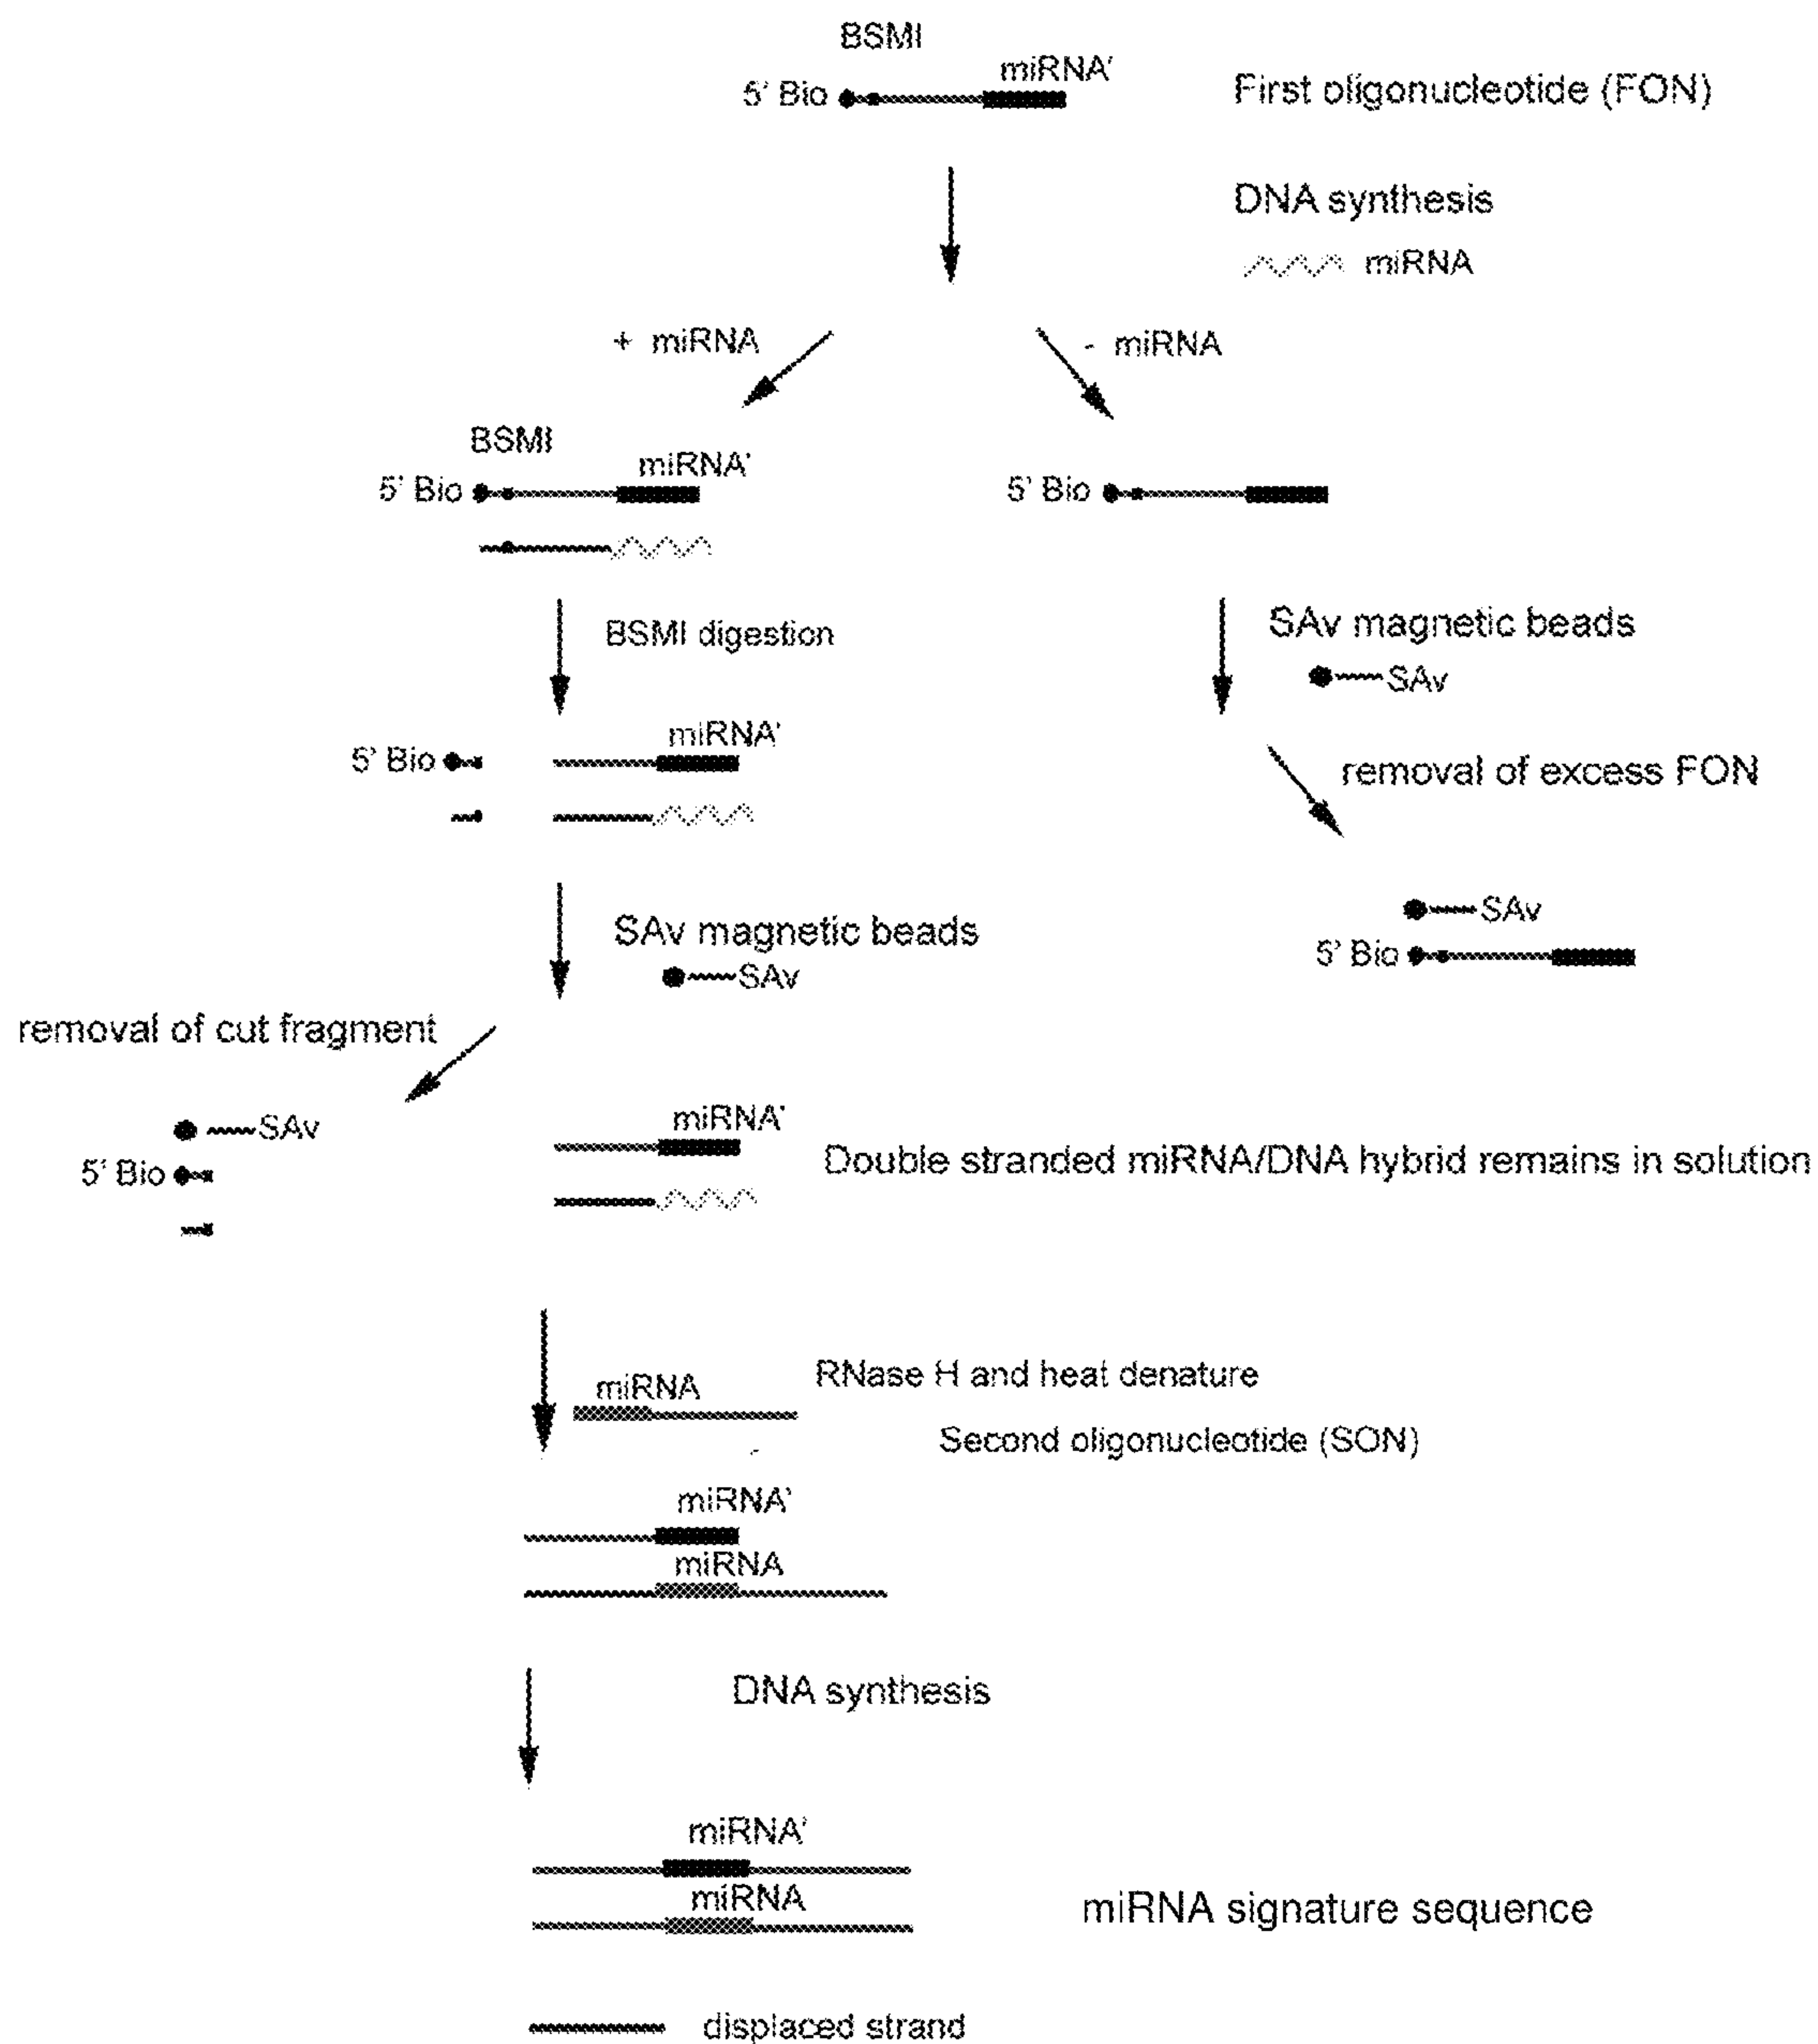 BSMI
miRNA'
5' Bio
First oligonucleotide (FON)
DNA synthesis
miRNA
+ miRNA
- miRNA
BSMI
miRNA'
5' Bio
5' Bio
BSMI digestion
SAv magnetic beads
SAv
miRNA'
5' Bio
removal of excess FON
SAv magnetic beads
SAv
SAv
5' Bio
removal of cut fragment
SAv
5' Bio
miRNA'
Double stranded miRNA/DNA hybrid remains in solution
RNase H and heat denature
miRNA
Second oligonucleotide (SON)
miRNA'
miRNA
DNA synthesis
miRNA'
miRNA
miRNA signature sequence
displaced strand